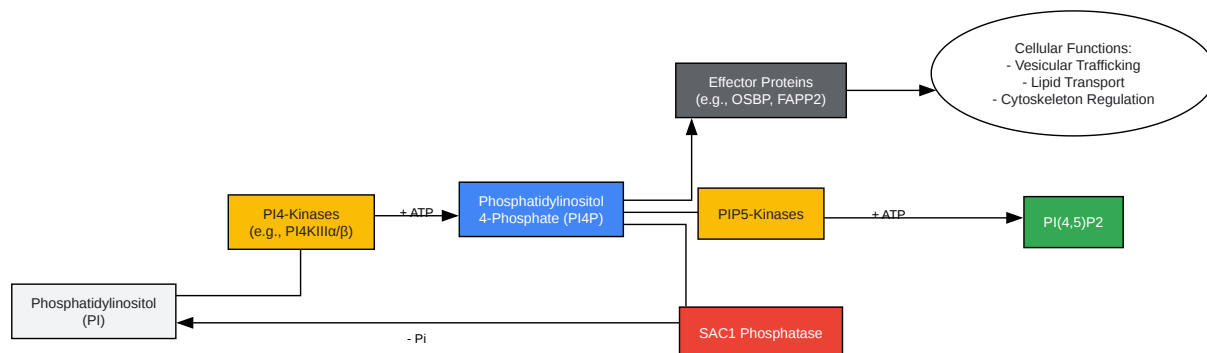 Cellular Functions:
- Vesicular Trafficking
- Lipid Transport
- Cytoskeleton Regulation
Effector Proteins
(e.g., OSBP, FAPP2)
PI4-Kinases
(e.g., PI4KIIIα/β)
+ ATP
Phosphatidylinositol
4-Phosphate (PI4P)
PIP5-Kinases
+ ATP
PI(4,5)P2
Phosphatidylinositol
(PI)
- Pi
SAC1 Phosphatase